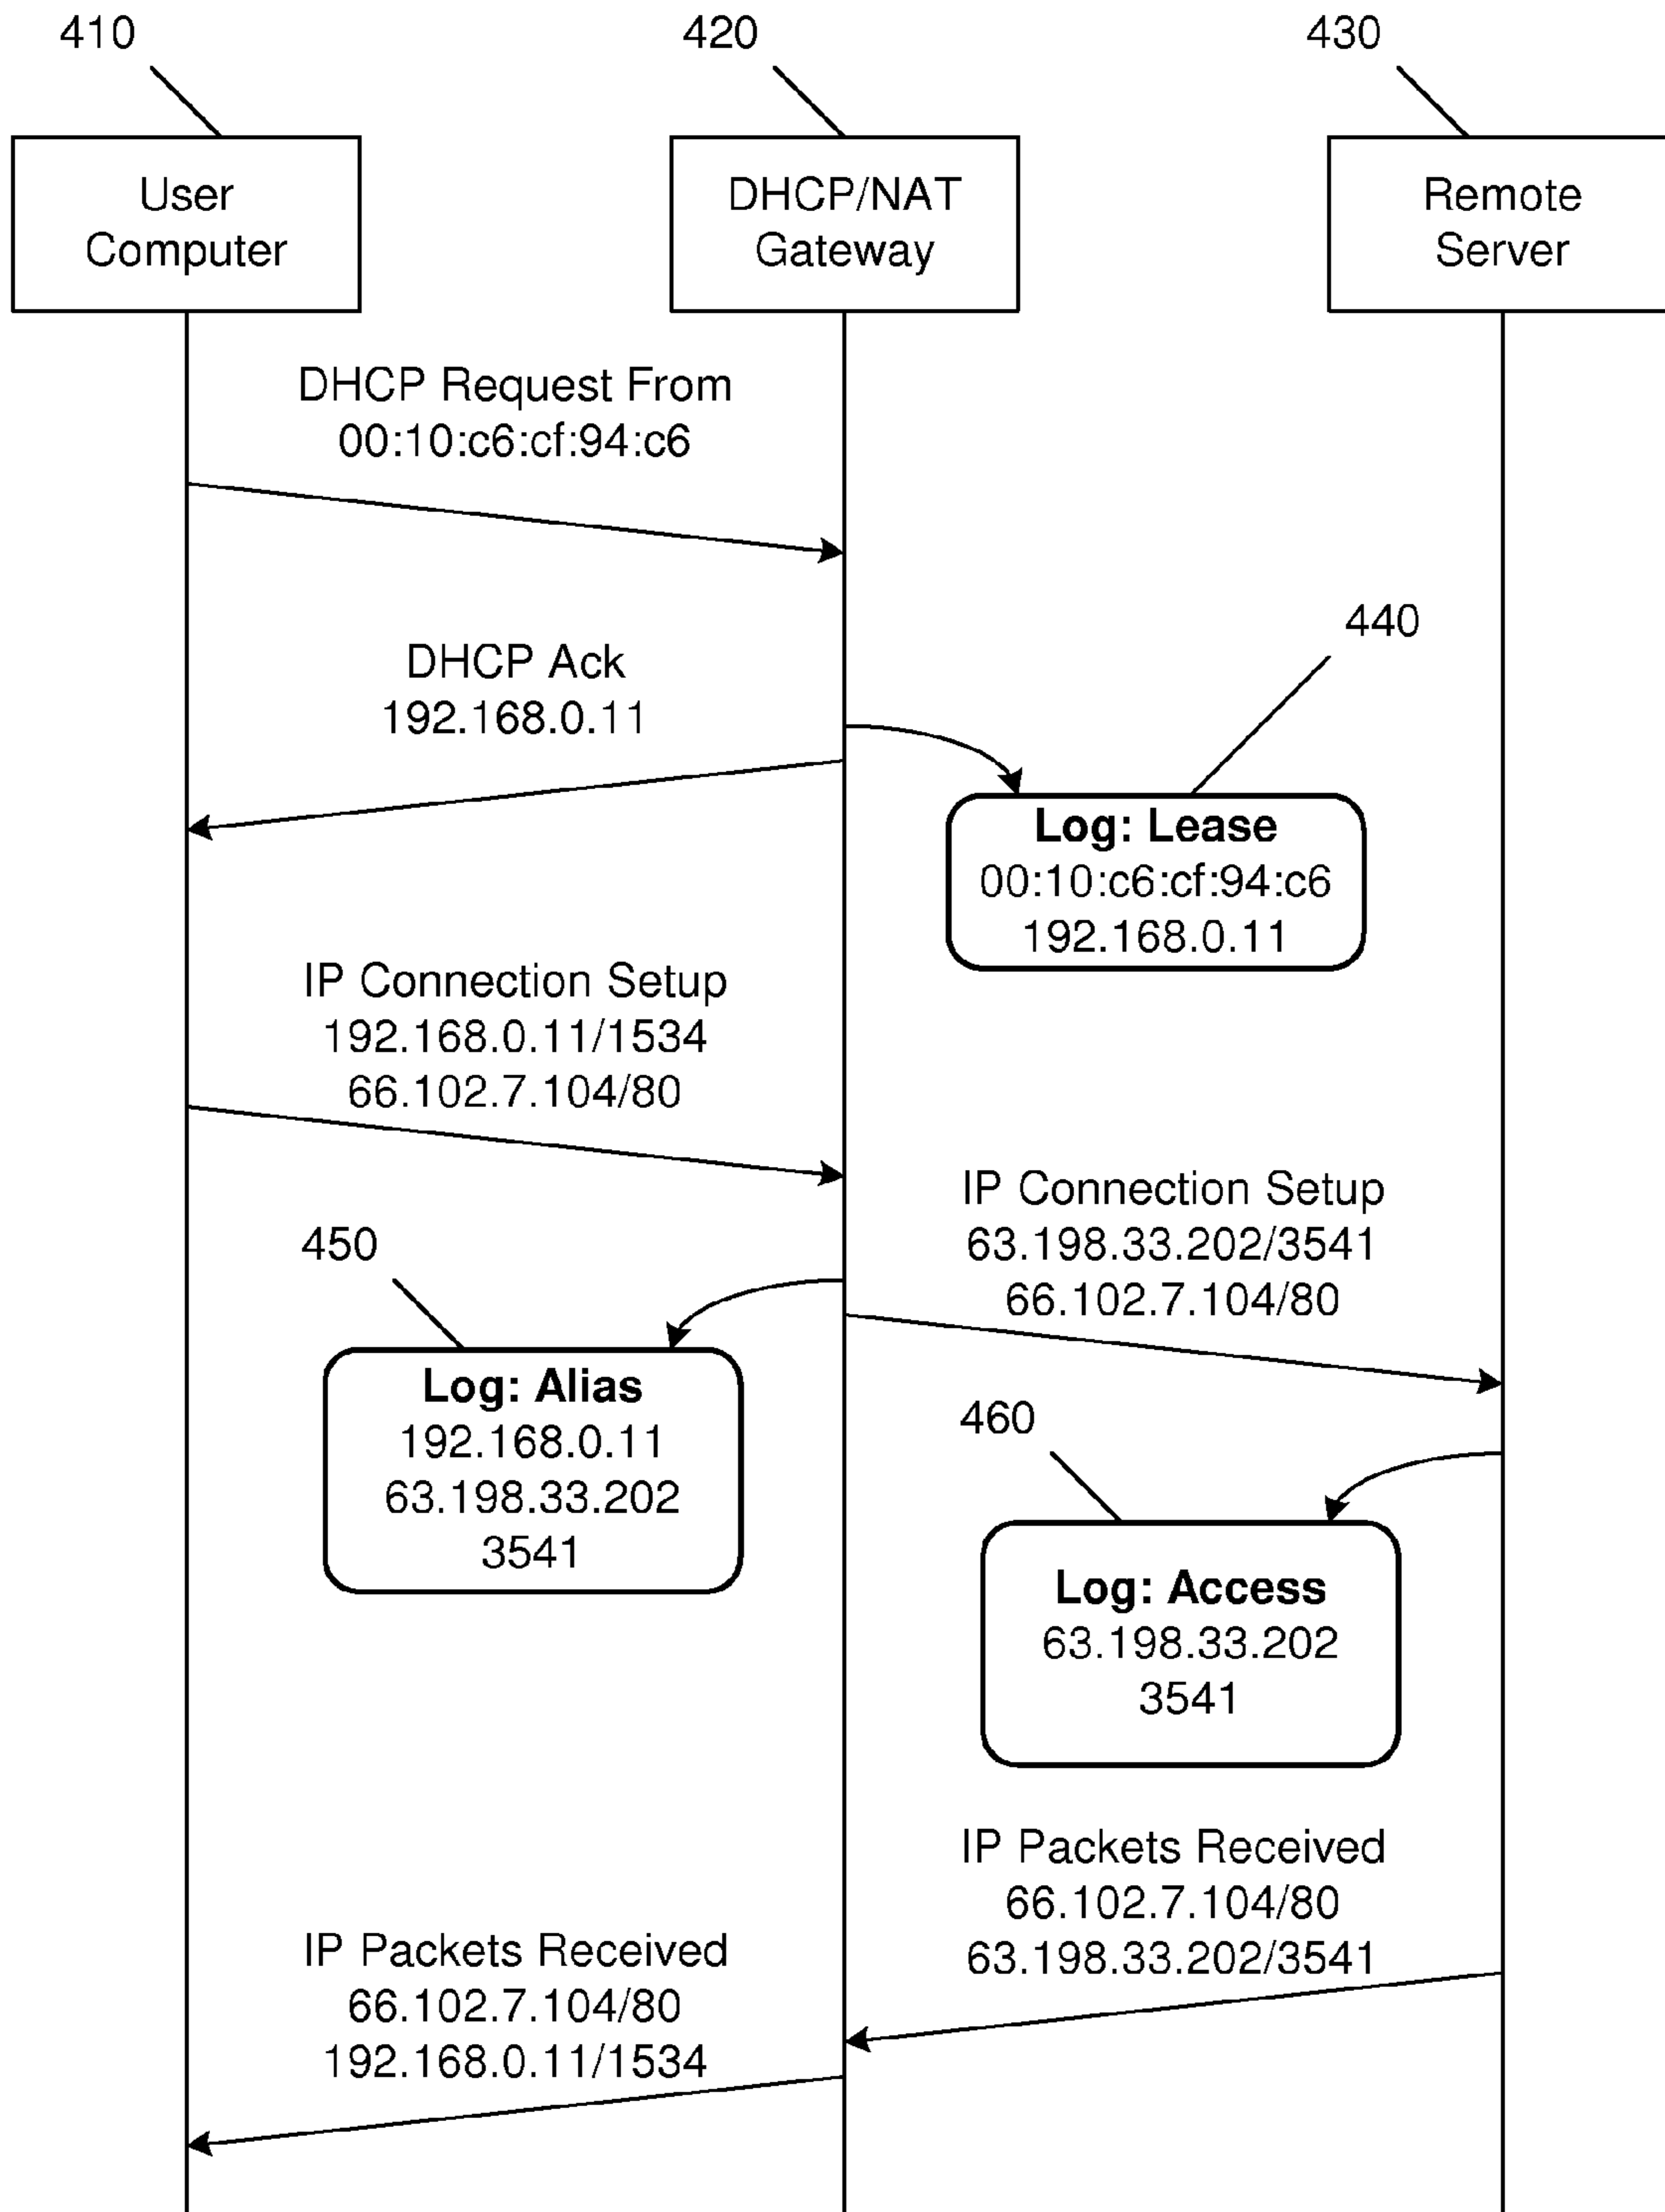 410
420
430
User
Computer
DHCP/NAT
Gateway
Remote
Server
DHCP Request From
00:10:c6:cf:94:c6
440
DHCP Ack
192.168.0.11
Log: Lease
00:10:c6:cf:94:c6
192.168.0.11
IP Connection Setup
192.168.0.11/1534
66.102.7.104/80
IP Connection Setup
63.198.33.202/3541
66.102.7.104/80
450
Log: Alias
192.168.0.11
63.198.33.202
3541
460
Log: Access
63.198.33.202
3541
IP Packets Received
66.102.7.104/80
63.198.33.202/3541
IP Packets Received
66.102.7.104/80
192.168.0.11/1534